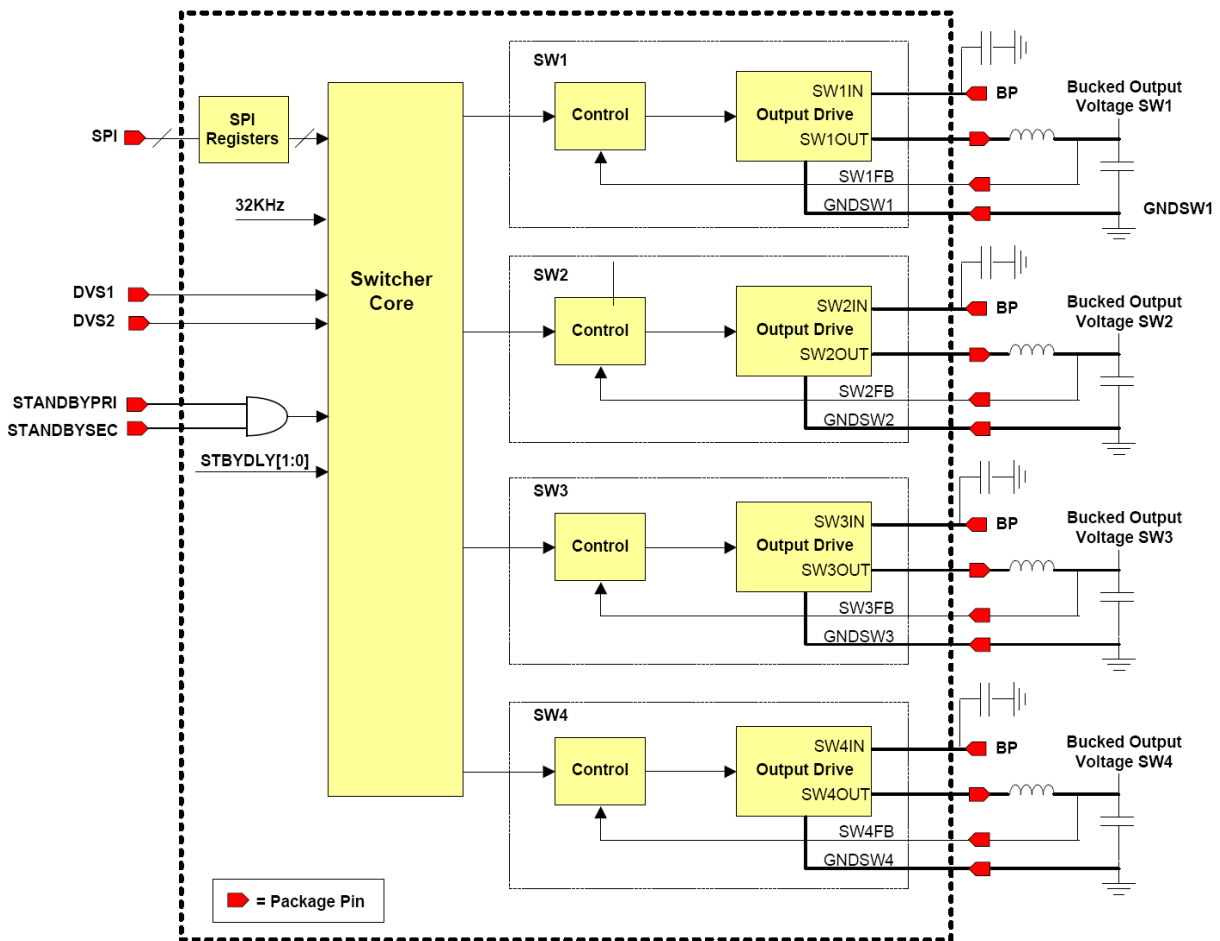 SPI
SPI
Registers
32KHz
DVS1
DVS2
STANDBYPRI
STANDBYSEC
STBYDLY[1:0]
Switcher
Core
SW1
Control
Output Drive
SW1IN
SW1OUT
SW1FB
GNDSW1
BP
Bucked Output
Voltage SW1
GNDSW1
SW2
Control
Output Drive
SW2IN
SW2OUT
SW2FB
GNDSW2
BP
Bucked Output
Voltage SW2
SW3
Control
Output Drive
SW3IN
SW3OUT
SW3FB
GNDSW3
BP
Bucked Output
Voltage SW3
SW4
Control
Output Drive
SW4IN
SW4OUT
SW4FB
GNDSW4
BP
Bucked Output
Voltage SW4
= Package Pin